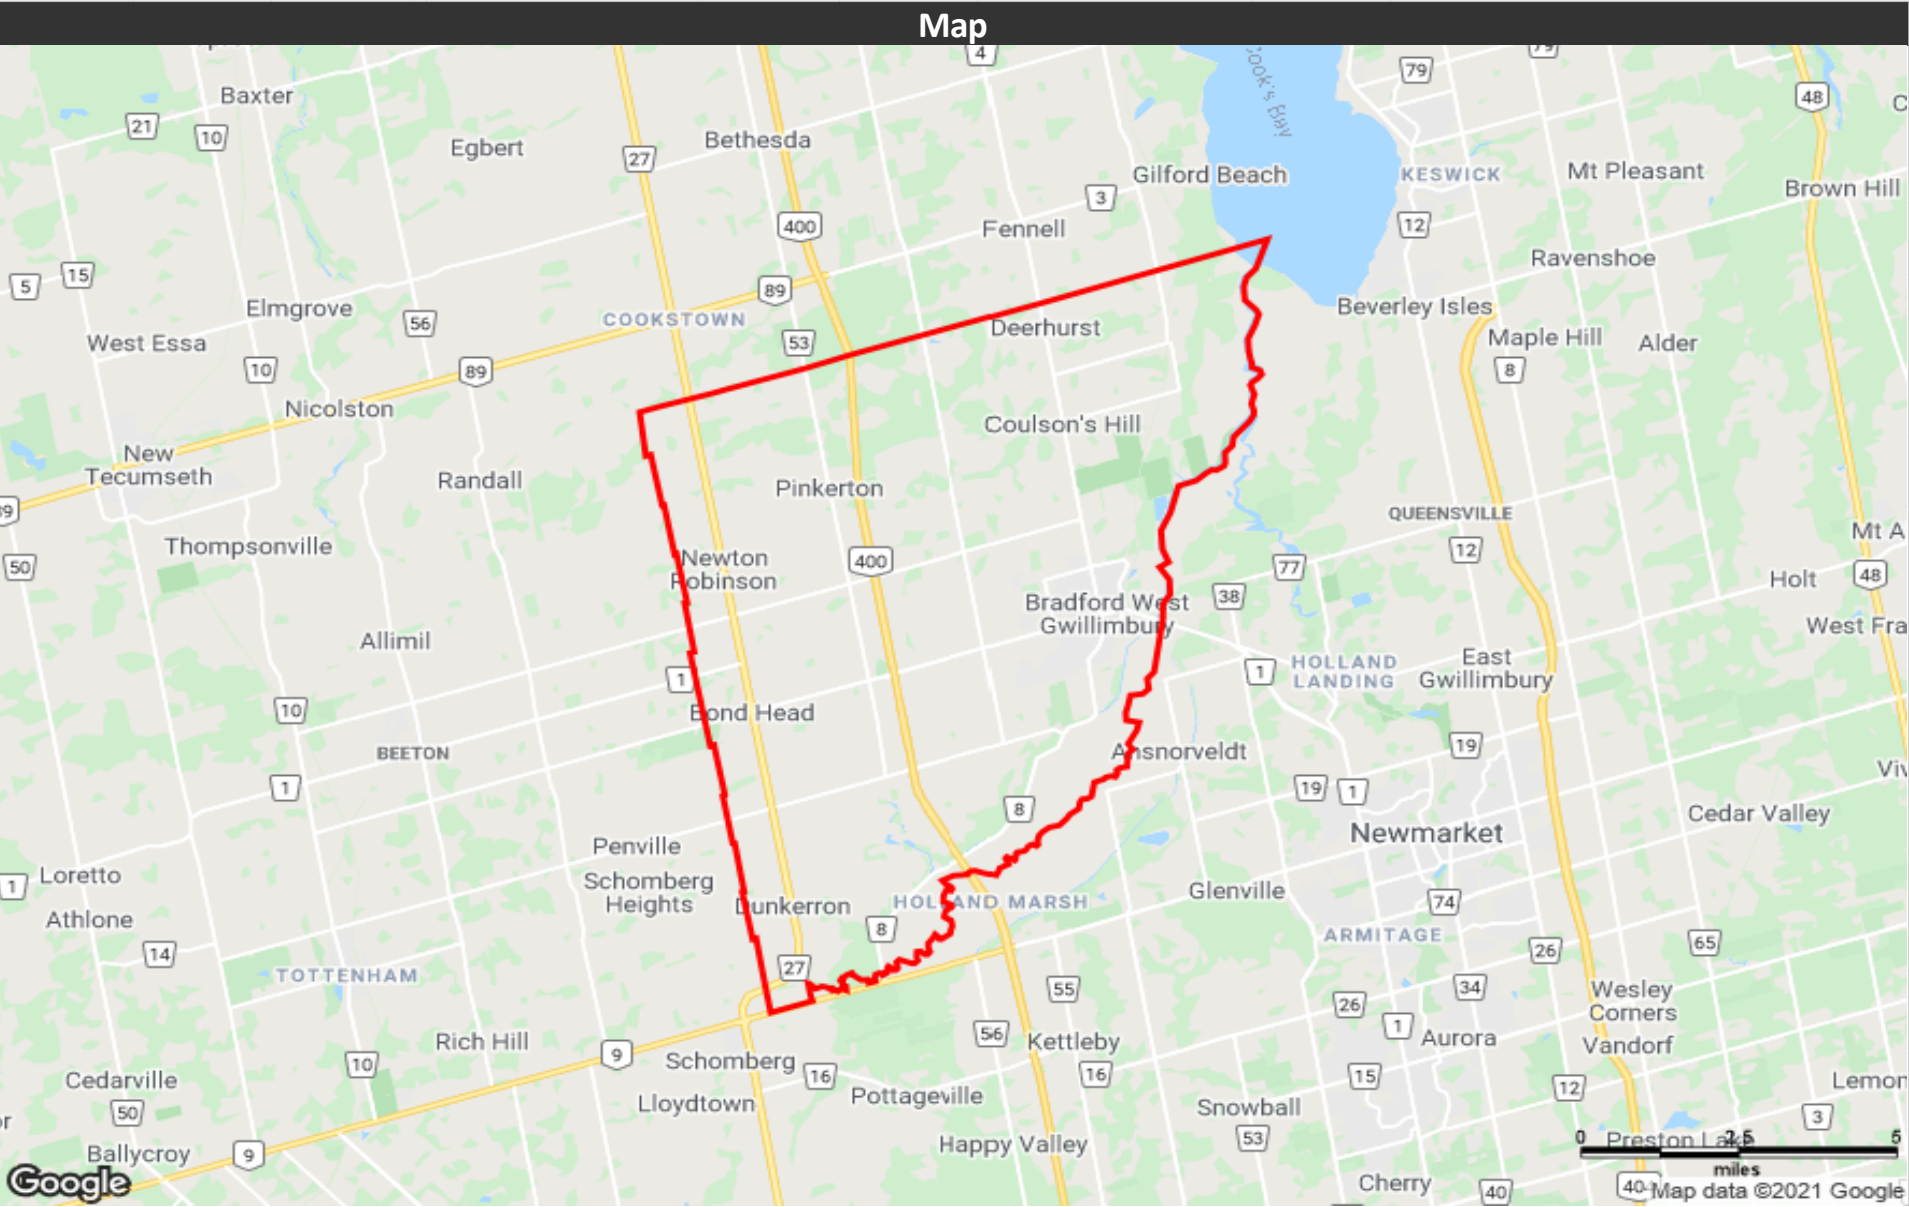 Map
4
79
Cook's Bay
79
48
Baxter
21
10
Egbert
27
Bethesda
Gilford Beach
KESWICK
Mt Pleasant
Brown Hill
3
12
400
Fennell
Ravenshoe
5
15
89
Beverley Isles
Elmgrove
56
COOKSTOWN
53
Deerhurst
Maple Hill
Alder
West Essa
10
89
8
Nicolston
Coulson's Hill
New
Tecumseth
Randall
Pinkerton
QUEENSVILLE
Mt A
50
Thompsonville
Newton
Robinson
400
77
12
Holt
48
Bradford West
Gwillimbury
38
West Fra
Allimil
1
1
HOLLAND
LANDING
East
Gwillimbury
10
Bond Head
BEETON
Ansnorveldt
19
1
19
1
8
Cedar Valley
Newmarket
Penville
1
Loretto
Schomberg
Heights
Dunkerron
HOLLAND MARSH
Glenville
74
Athlone
8
ARMITAGE
65
14
26
TOTTENHAM
27
55
34
Wesley
Corners
26
56
Kettleby
1
Aurora
Vandorf
Rich Hill
9
Schomberg
10
16
16
15
12
Cedarville
Lemon
50
Lloydtown
Pottageville
Snowball
3
53
Ballycroy
9
Happy Valley
0
2.5
5
Preston Lake
miles
Cherry
40
40
Google
Map data ©2021 Google